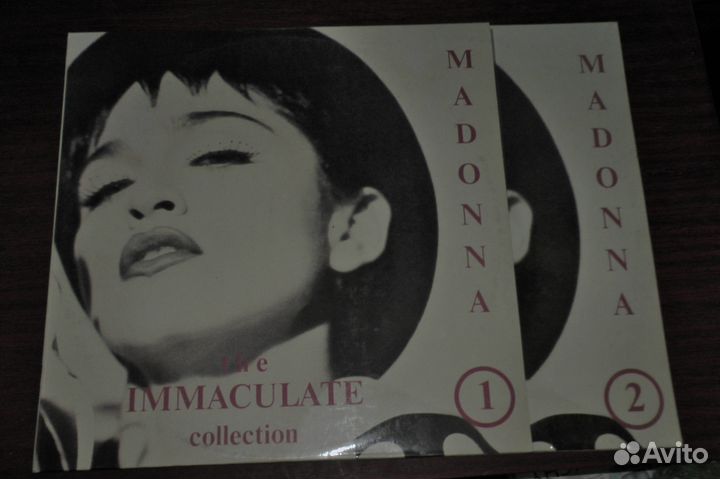 MADONNA
the
IMMACULATE
collection
1
MADONNA
2
Avito